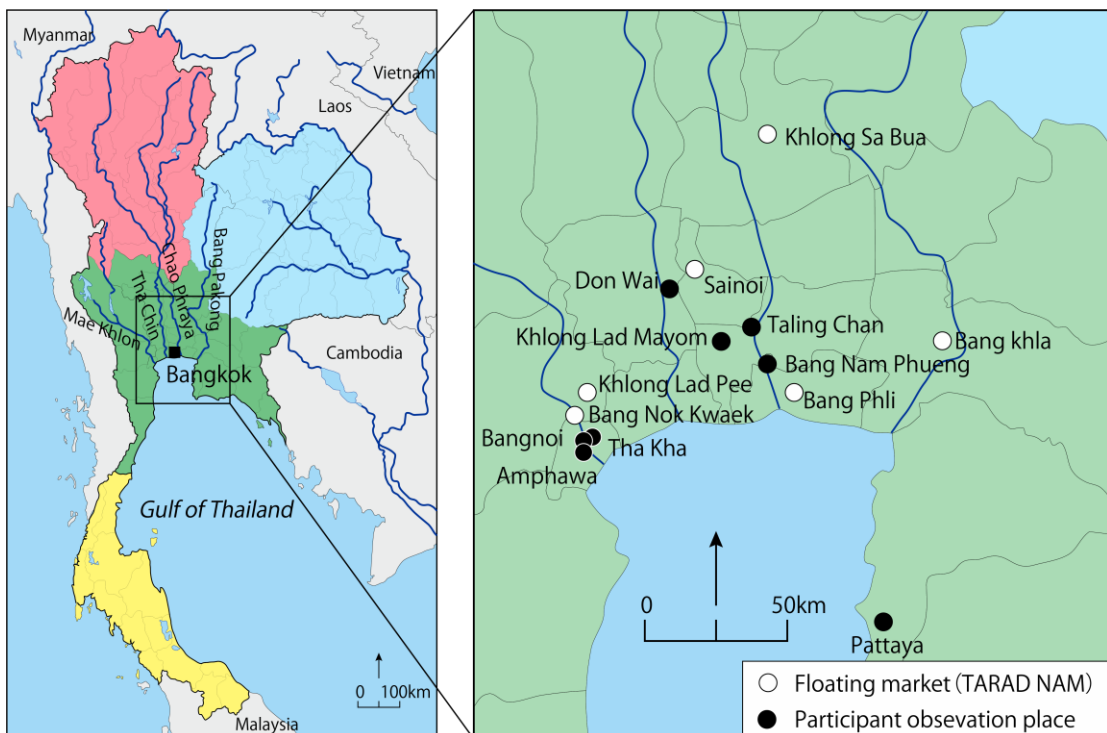 Myanmar
Vietnam
Laos
Chao Phraya
Bang Pakong
Tha Chin
Mae Khlon
Bangkok
Cambodia
Gulf of Thailand
0 100km
Malaysia
Khlong Sa Bua
Don Wai
Sainoi
Khlong Lad Mayom
Taling Chan
Bang khla
Bang Nam Phueng
Khlong Lad Pee
Bang Phli
Bang Nok Kwaek
Bangnoi
Tha Kha
Amphawa
0 50km
Pattaya
Floating market (TARAD NAM)
Participant obsevation place